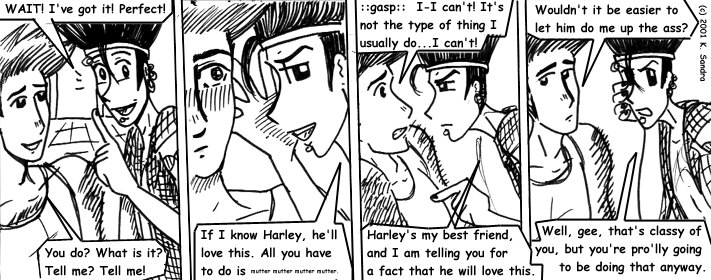 WAIT! I've got it! Perfect!
You do? What is it?
Tell me? Tell me!
If I know Harley, he'll
love this. All you have
to do is mutter mutter mutter mutter.
::gasp:: I-I can't! It's
not the type of thing I
usually do...I can't!
Harley's my best friend,
and I am telling you for
a fact that he will love this.
Wouldn't it be easier to
let him do me up the ass?
Well, gee, that's classy of
you, but you're pro'lly going
to be doing that anyway.
(c) 2001 K. Sandra